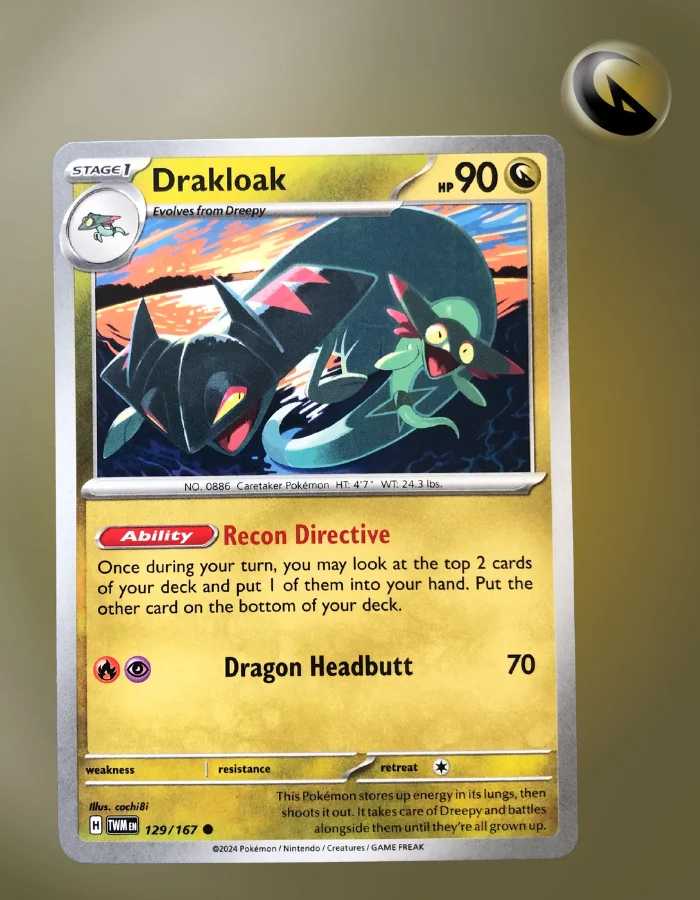 STAGE 1
Drakloak
HP 90
Evolves from Dreepy
NO. 0886 Caretaker Pokémon HT: 4'7" WT: 24.3 lbs.
Ability Recon Directive
Once during your turn, you may look at the top 2 cards
of your deck and put 1 of them into your hand. Put the
other card on the bottom of your deck.
Dragon Headbutt 70
weakness resistance retreat
Illus. cochi8i
This Pokémon stores up energy in its lungs, then
shoots it out. It takes care of Dreepy and battles
alongside them until they're all grown up.
H TWM EN 129/167
©2024 Pokémon / Nintendo / Creatures / GAME FREAK